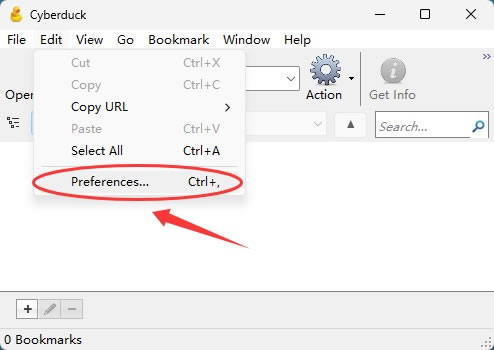 Cyberduck
File Edit View Go Bookmark Window Help
Cut Ctrl+X
Copy Ctrl+C
Copy URL
Paste Ctrl+V
Select All Ctrl+A
Preferences... Ctrl+,
Open
Action
Get Info
Search...
0 Bookmarks